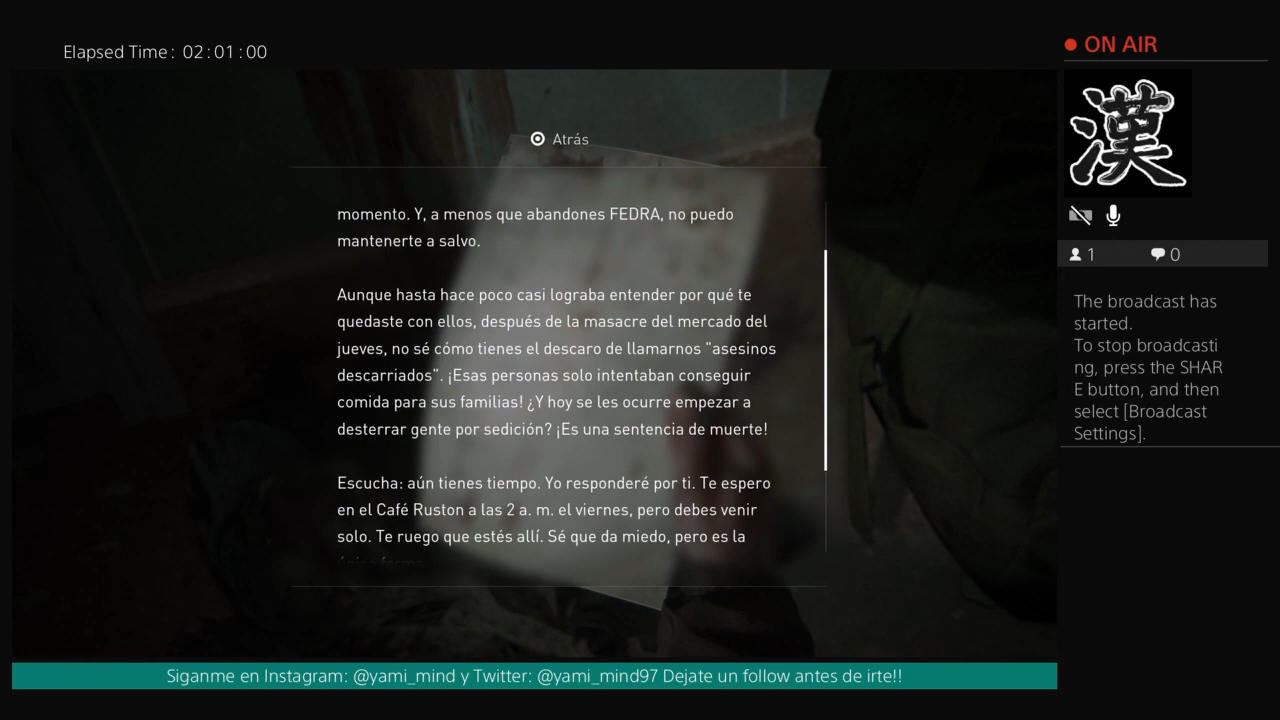 Elapsed Time: 02:01:00
ON AIR
漢
Atrás
1
0
momento. Y, a menos que abandones FEDRA, no puedo
mantenerte a salvo.
Aunque hasta hace poco casi lograba entender por qué te
quedaste con ellos, después de la masacre del mercado del
jueves, no sé cómo tienes el descaro de llamarnos "asesinos
descarriados". ¡Esas personas solo intentaban conseguir
comida para sus familias! ¿Y hoy se les ocurre empezar a
desterrar gente por sedición? ¡Es una sentencia de muerte!
Escucha: aún tienes tiempo. Yo responderé por ti. Te espero
en el Café Ruston a las 2 a. m. el viernes, pero debes venir
solo. Te ruego que estés allí. Sé que da miedo, pero es la
única forma
The broadcast has
started.
To stop broadcasti
ng, press the SHAR
E button, and then
select [Broadcast
Settings].
Siganme en Instagram: @yami_mind y Twitter: @yami_mind97 Dejate un follow antes de irte!!